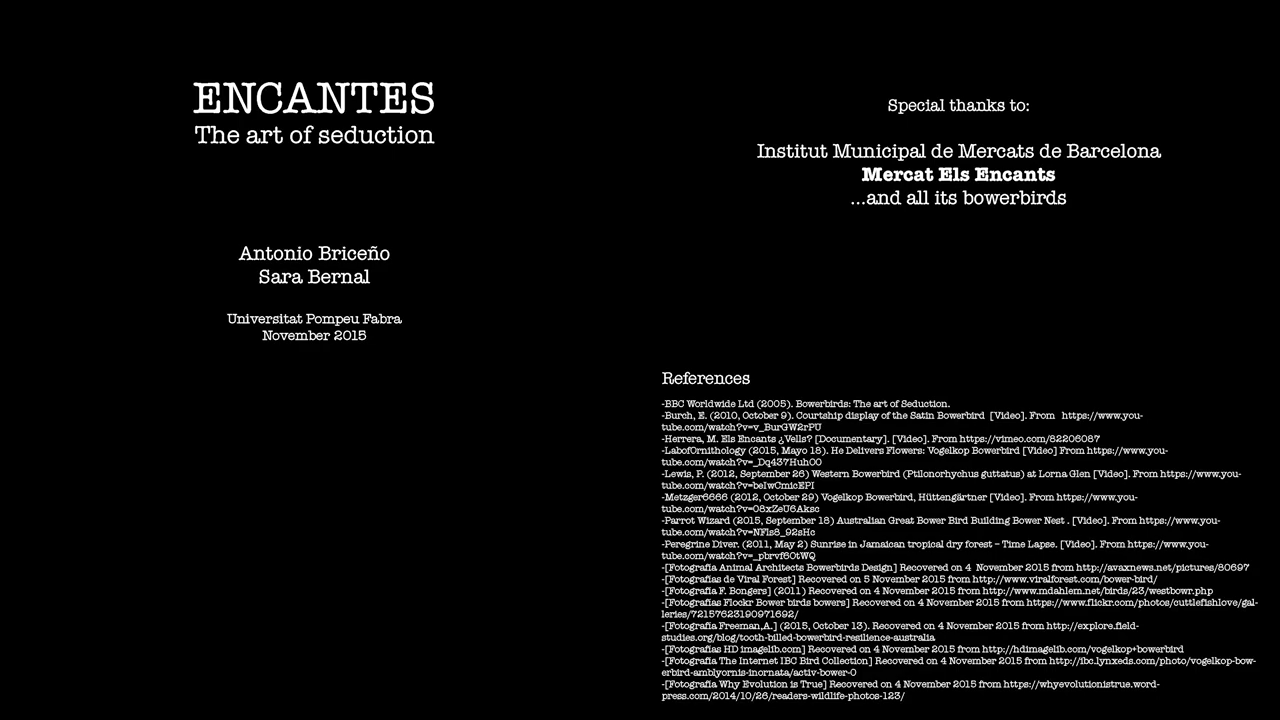 ENCANTES
The art of seduction
Antonio Briceño
Sara Bernal
Universitat Pompeu Fabra
November 2015
Special thanks to:
Institut Municipal de Mercats de Barcelona
Mercat Els Encants
...and all its bowerbirds
References
-BBC Worldwide Ltd (2005). Bowerbirds: The art of Seduction.
-Burch, E. (2010, October 9). Courtship display of the Satin Bowerbird [Video]. From https://www.you-
tube.com/watch?v=v_BurGW2rPU
-Herrera, M. Els Encants ¿Vells? [Documentary]. [Video]. From https://vimeo.com/82206087
-LabofOrnithology (2015, Mayo 18). He Delivers Flowers: Vogelkop Bowerbird [Video] From https://www.you-
tube.com/watch?v=_Dq437HuhO0
-Lewis, P. (2012, September 26) Western Bowerbird (Ptilonorhychus guttatus) at Lorna Glen [Video]. From https://www.you-
tube.com/watch?v=beIwCmicEPI
-Metzger6666 (2012, October 29) Vogelkop Bowerbird, Hüttengärtner [Video]. From https://www.you-
tube.com/watch?v=O8xZeU6Aksc
-Parrot Wizard (2015, September 18) Australian Great Bower Bird Building Bower Nest . [Video]. From https://www.you-
tube.com/watch?v=NFls8_92sHc
-Peregrine Diver. (2011, May 2) Sunrise in Jamaican tropical dry forest – Time Lapse. [Video]. From https://www.you-
tube.com/watch?v=_pbrvf6OtWQ
-[Fotografía Animal Architects Bowerbirds Design] Recovered on 4 November 2015 from http://avaxnews.net/pictures/80697
-[Fotografías de Viral Forest] Recovered on 5 November 2015 from http://www.viralforest.com/bower-bird/
-[Fotografía F. Bongers] (2011) Recovered on 4 November 2015 from http://www.mdahlem.net/birds/23/westbowr.php
-[Fotografías Flockr Bower birds bowers] Recovered on 4 November 2015 from https://www.flickr.com/photos/cuttlefishlove/gal-
leries/72157623190971692/
-[Fotografía Freeman,A.] (2015, October 13). Recovered on 4 November 2015 from http://explore.field-
studies.org/blog/tooth-billed-bowerbird-resilience-australia
-[Fotografías HD imagelib.com] Recovered on 4 November 2015 from http://hdimagelib.com/vogelkop+bowerbird
-[Fotografía The Internet IBC Bird Collection] Recovered on 4 November 2015 from http://ibc.lynxeds.com/photo/vogelkop-bow-
erbird-amblyornis-inornata/activ-bower-0
-[Fotografía Why Evolution is True] Recovered on 4 November 2015 from https://whyevolutionistrue.word-
press.com/2014/10/26/readers-wildlife-photos-123/